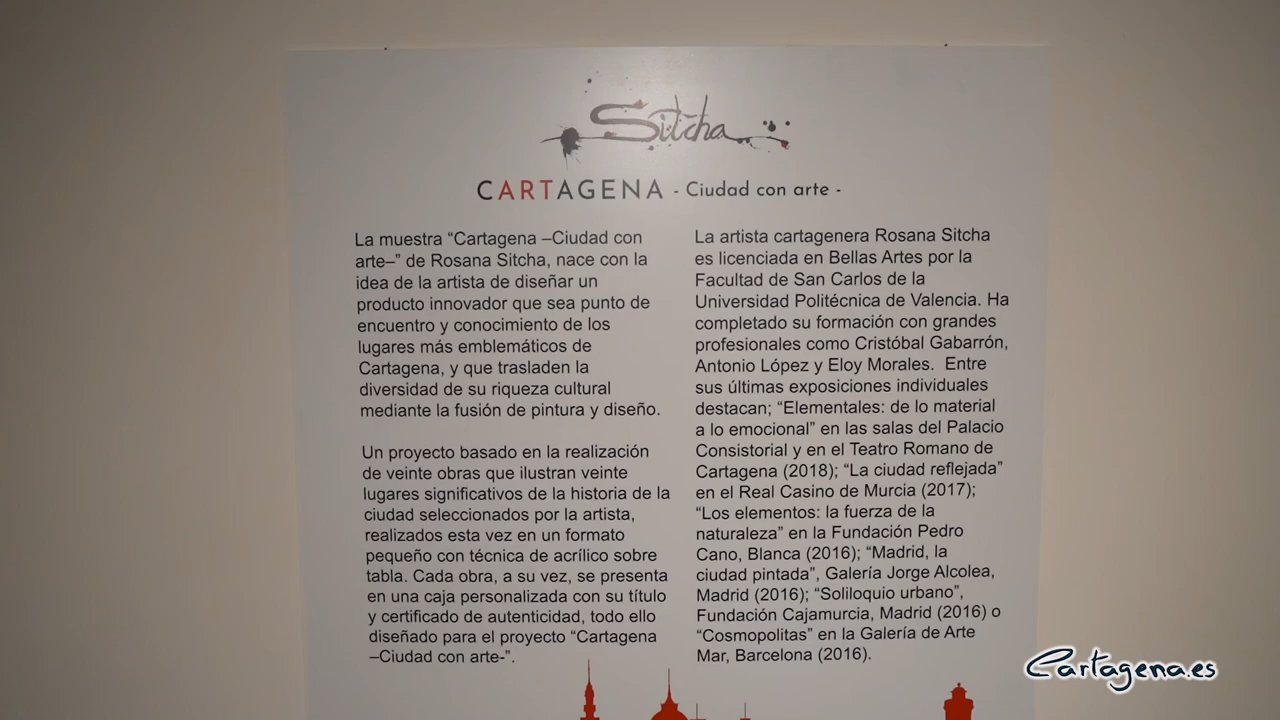 Sitcha
CARTAGENA - Ciudad con arte -
La muestra “Cartagena –Ciudad con
arte–” de Rosana Sitcha, nace con la
idea de la artista de diseñar un
producto innovador que sea punto de
encuentro y conocimiento de los
lugares más emblemáticos de
Cartagena, y que trasladen la
diversidad de su riqueza cultural
mediante la fusión de pintura y diseño.
Un proyecto basado en la realización
de veinte obras que ilustran veinte
lugares significativos de la historia de la
ciudad seleccionados por la artista,
realizados esta vez en un formato
pequeño con técnica de acrílico sobre
tabla. Cada obra, a su vez, se presenta
en una caja personalizada con su título
y certificado de autenticidad, todo ello
diseñado para el proyecto “Cartagena
–Ciudad con arte-”.
La artista cartagenera Rosana Sitcha
es licenciada en Bellas Artes por la
Facultad de San Carlos de la
Universidad Politécnica de Valencia. Ha
completado su formación con grandes
profesionales como Cristóbal Gabarrón,
Antonio López y Eloy Morales. Entre
sus últimas exposiciones individuales
destacan; “Elementales: de lo material
a lo emocional” en las salas del Palacio
Consistorial y en el Teatro Romano de
Cartagena (2018); “La ciudad reflejada”
en el Real Casino de Murcia (2017);
“Los elementos: la fuerza de la
naturaleza” en la Fundación Pedro
Cano, Blanca (2016); “Madrid, la
ciudad pintada”, Galería Jorge Alcolea,
Madrid (2016); “Soliloquio urbano”,
Fundación Cajamurcia, Madrid (2016) o
“Cosmopolitas” en la Galería de Arte
Mar, Barcelona (2016).
Cartagena.es